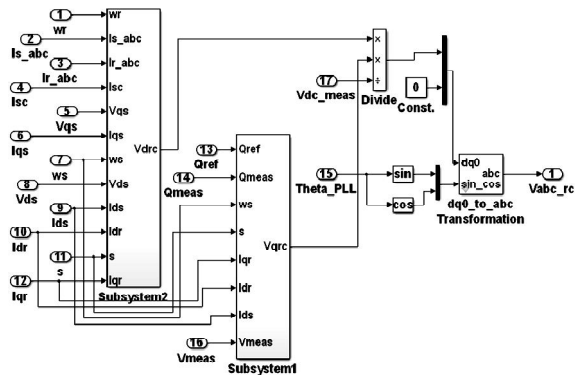 1
wr
2
Is_abc
3
Ir_abc
4
Isc
5
Vqs
6
Iqs
7
ws
8
Vds
9
Ids
10
Idr
11
s
12
Iqr
wr
Is_abc
Ir_abc
Isc
Vqs
Iqs
ws
Vds
Ids
Idr
s
Iqr
Vdrc
Subsystem2
13
Qref
14
Qmeas
16
Vmeas
Qref
Qmeas
ws
s
Iqr
Idr
Ids
Vmeas
Vqrc
Subsystem1
17
Vdc_meas
×
×
÷
Divide
0
Const.
15
Theta_PLL
sin
cos
dq0
abc
sin_cos
dq0_to_abc
Transformation
1
Vabc_rc